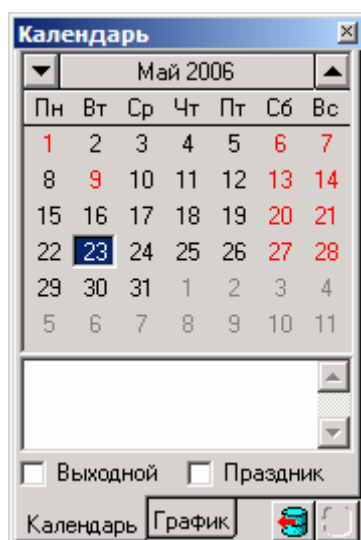 Календарь
Май 2006
Пн Вт Ср Чт Пт Сб Вс
1 2 3 4 5 6 7
8 9 10 11 12 13 14
15 16 17 18 19 20 21
22 23 24 25 26 27 28
29 30 31 1 2 3 4
5 6 7 8 9 10 11
Выходной Праздник
Календарь График